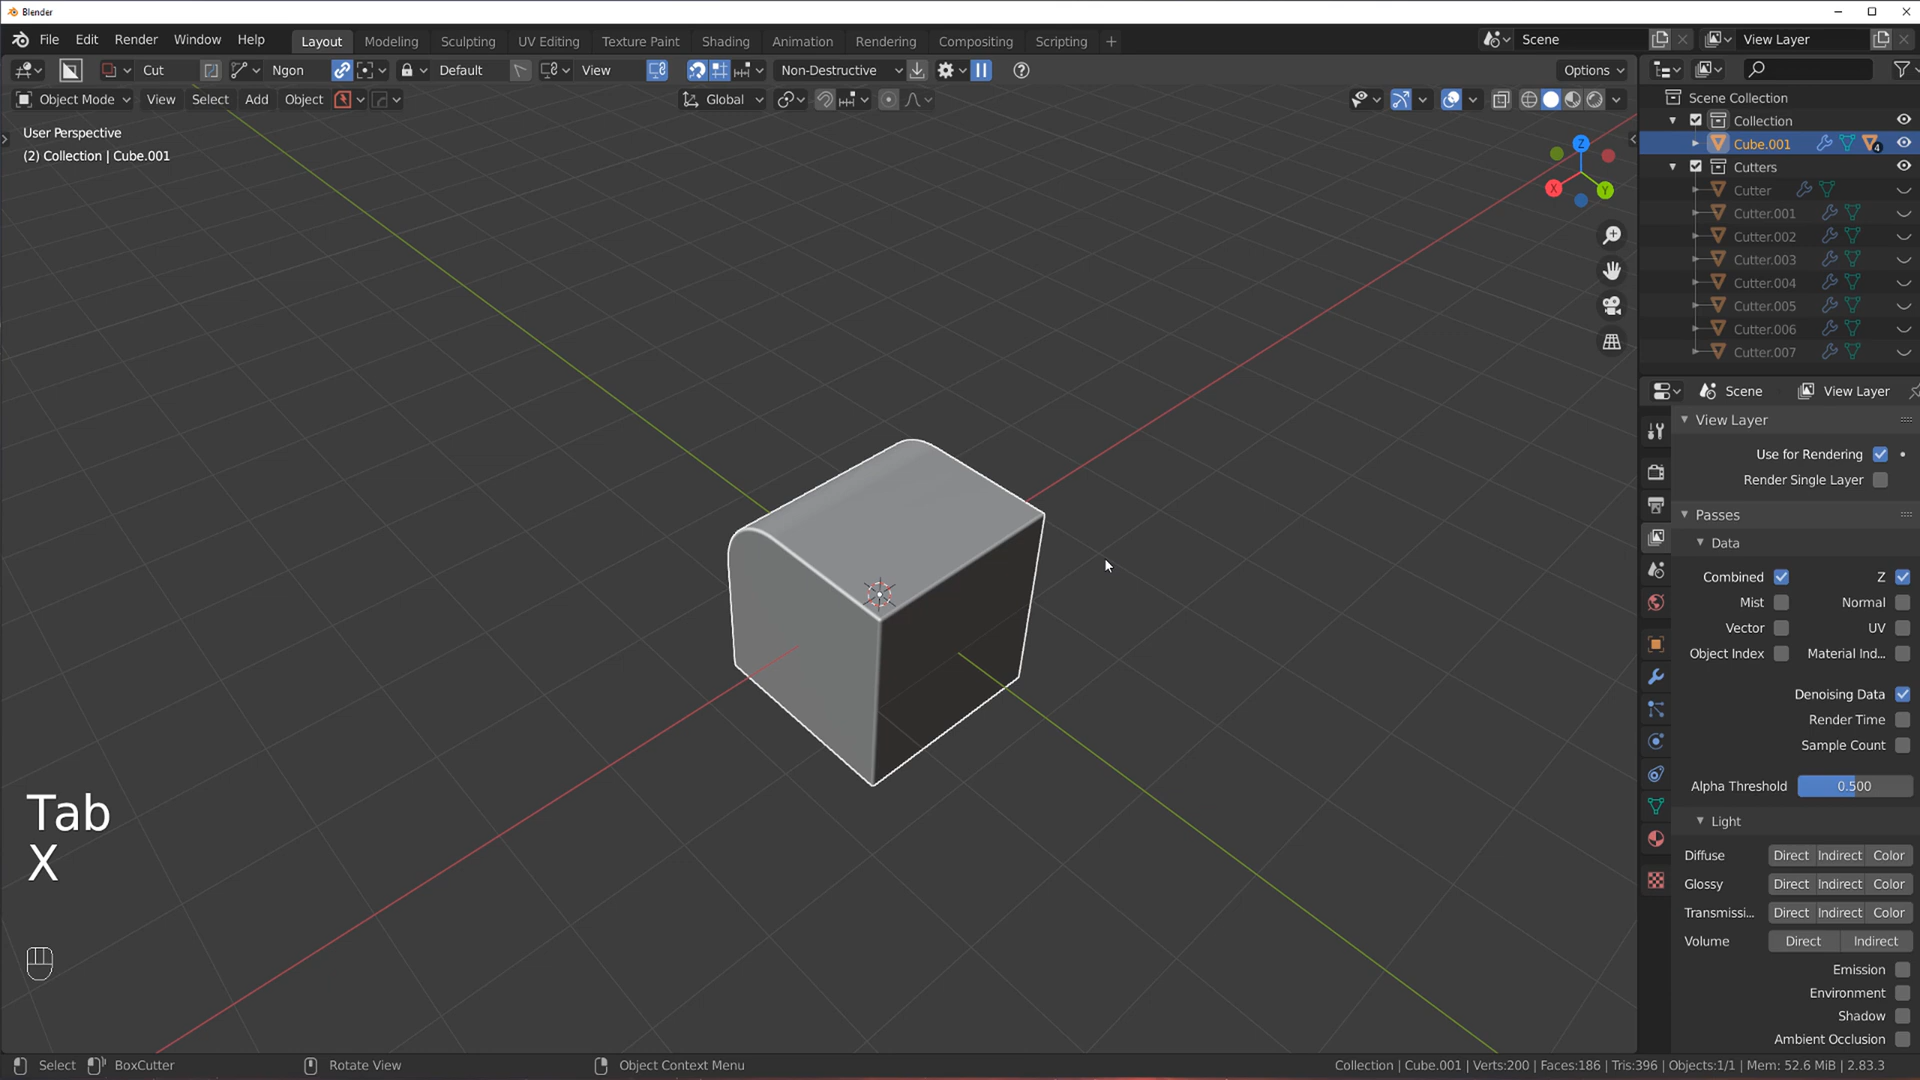 Blender
File Edit Render Window Help Layout Modeling Sculpting UV Editing Texture Paint Shading Animation Rendering Compositing Scripting + Scene View Layer
Cut Ngon Default View Non-Destructive Options
Object Mode View Select Add Object Global
User Perspective
(2) Collection | Cube.001
Z
X
Y
Tab
X
Scene Collection
Collection
Cube.001 4
Cutters
Cutter
Cutter.001
Cutter.002
Cutter.003
Cutter.004
Cutter.005
Cutter.006
Cutter.007
Scene View Layer
View Layer
Use for Rendering
Render Single Layer
Passes
Data
Combined Z
Mist Normal
Vector UV
Object Index Material Ind...
Denoising Data
Render Time
Sample Count
Alpha Threshold 0.500
Light
Diffuse Direct Indirect Color
Glossy Direct Indirect Color
Transmissi... Direct Indirect Color
Volume Direct Indirect
Emission
Environment
Shadow
Ambient Occlusion
Select BoxCutter Rotate View Object Context Menu Collection | Cube.001 | Verts:200 | Faces:186 | Tris:396 | Objects:1/1 | Mem: 52.6 MiB | 2.83.3